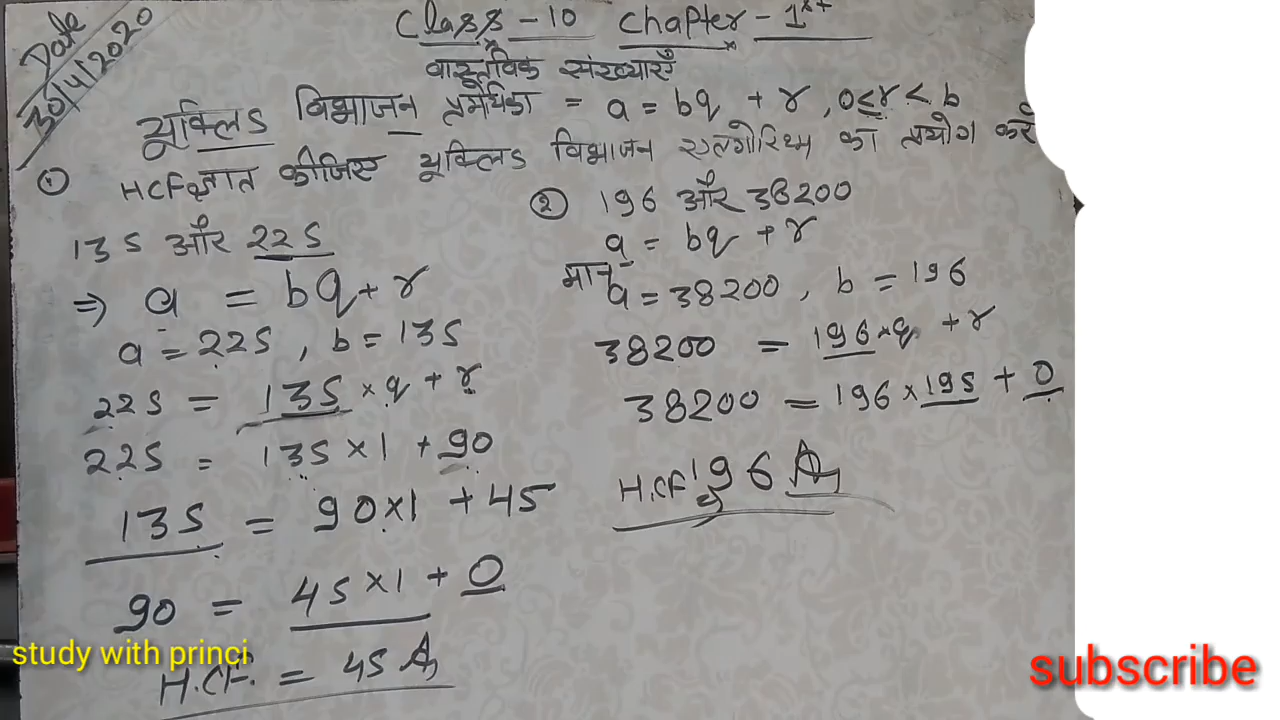 Date
30/4/2020
Class - 10 Chapter - 1st
वास्तविक संख्याएँ
यूक्लिड विभाजन प्रमेयिका = a = bq + r, 0 ≤ r < b
① HCF ज्ञात कीजिए यूक्लिड विभाजन एलगोरिथ्म का प्रयोग करें
135 और 225
⇒ a = bq + r
a = 225, b = 135
225 = 135 × q + r
225 = 135 × 1 + 90
135 = 90 × 1 + 45
90 = 45 × 1 + 0
H.C.F. = 45 Ans
② 196 और 38200
a = bq + r
माना a = 38200, b = 196
38200 = 196 × q + r
38200 = 196 × 195 + 0
H.C.F. 196 Ans
study with princi
subscribe